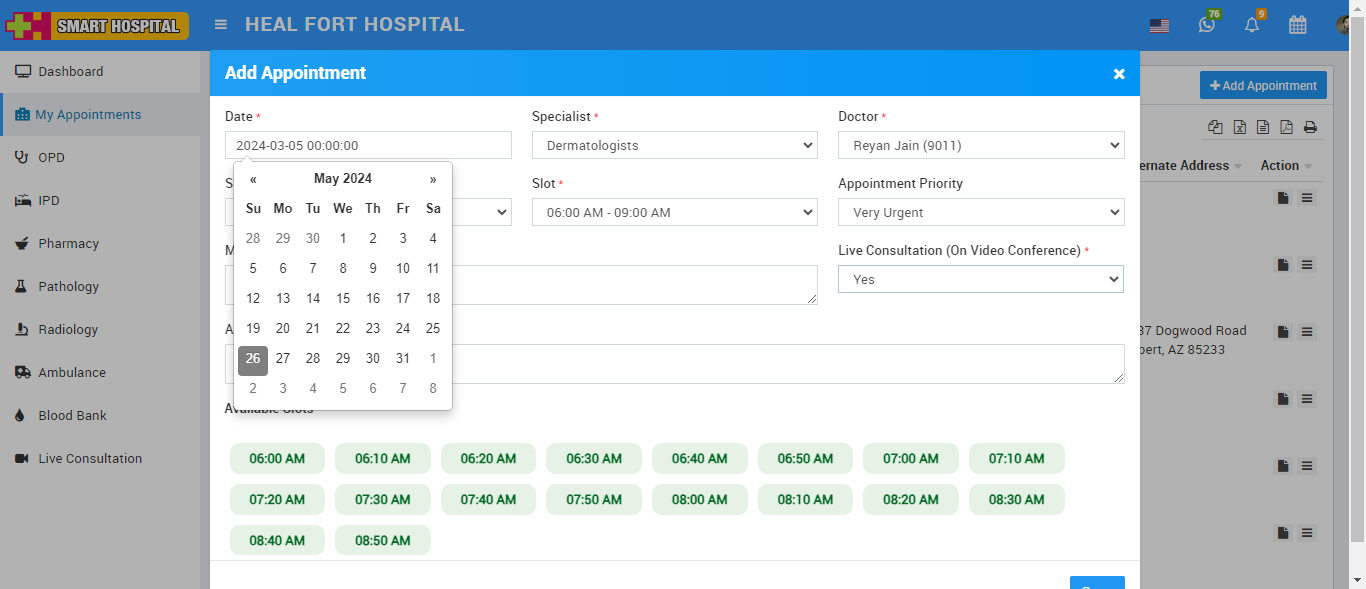 SMART HOSPITAL
HEAL FORT HOSPITAL
76
9
Dashboard
My Appointments
OPD
IPD
Pharmacy
Pathology
Radiology
Ambulance
Blood Bank
Live Consultation
Add Appointment
×
+ Add Appointment
ernate Address
Action
37 Dogwood Road
bert, AZ 85233
Date *
Specialist *
Doctor *
2024-03-05 00:00:00
Dermatologists
Reyan Jain (9011)
S
Slot *
Appointment Priority
06:00 AM - 09:00 AM
Very Urgent
M
Live Consultation (On Video Conference) *
Yes
A
« May 2024 »
Su Mo Tu We Th Fr Sa
28 29 30 1 2 3 4
5 6 7 8 9 10 11
12 13 14 15 16 17 18
19 20 21 22 23 24 25
26 27 28 29 30 31 1
2 3 4 5 6 7 8
Available Slots
06:00 AM 06:10 AM 06:20 AM 06:30 AM 06:40 AM 06:50 AM 07:00 AM 07:10 AM
07:20 AM 07:30 AM 07:40 AM 07:50 AM 08:00 AM 08:10 AM 08:20 AM 08:30 AM
08:40 AM 08:50 AM